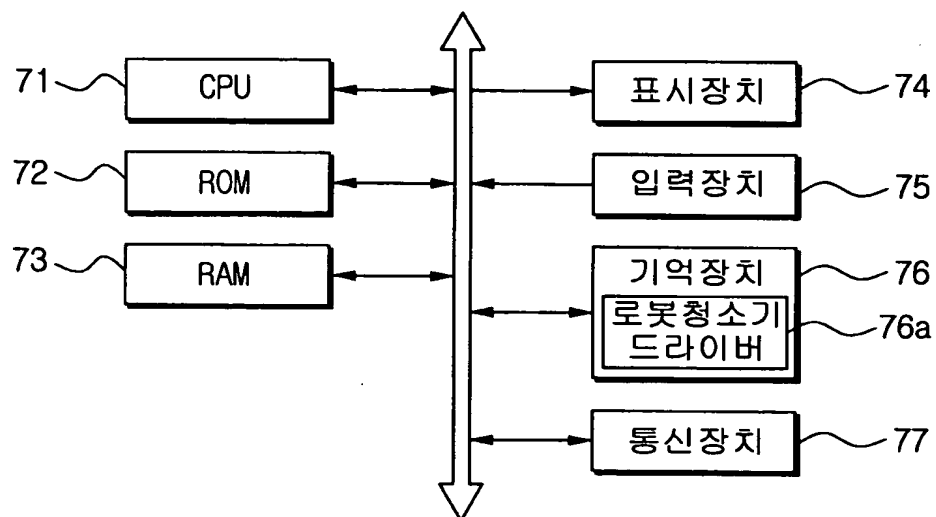 71
CPU
72
ROM
73
RAM
표시장치
74
입력장치
75
기억장치
76
로봇청소기
드라이버
76a
통신장치
77